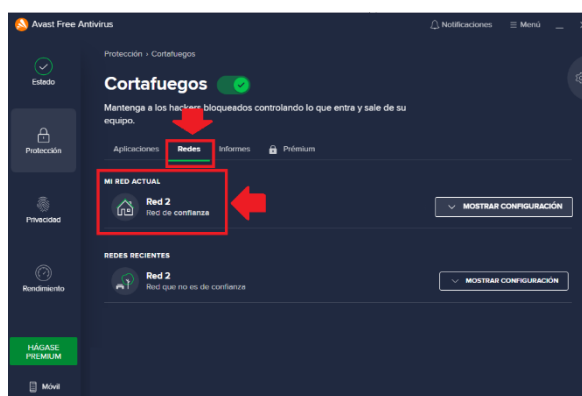 Avast Free Antivirus
Notificaciones
Menú
Estado
Protección
Privacidad
Rendimiento
HÁGASE
PREMIUM
Móvil
Protección › Cortafuegos
Cortafuegos
Mantenga a los hackers bloqueados controlando lo que entra y sale de su
equipo.
Aplicaciones Redes Informes Prémium
MI RED ACTUAL
Red 2
Red de confianza
MOSTRAR CONFIGURACIÓN
REDES RECIENTES
Red 2
Red que no es de confianza
MOSTRAR CONFIGURACIÓN